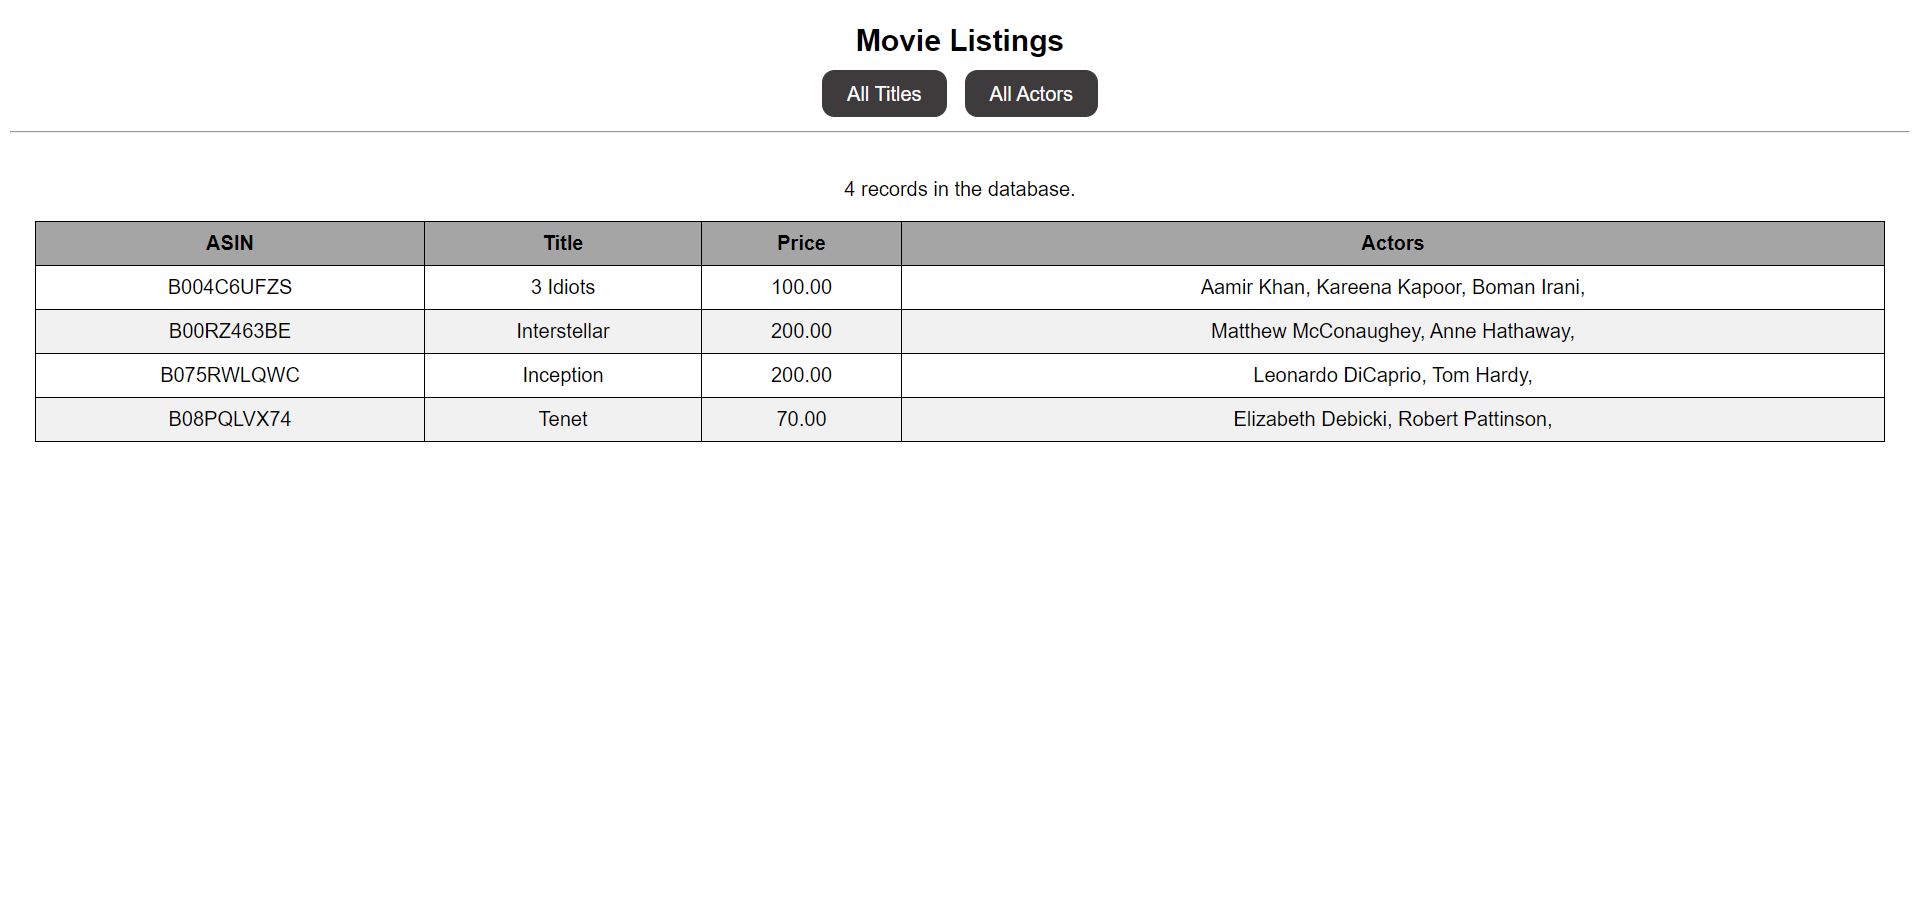 Movie Listings
All Titles All Actors
4 records in the database.
ASIN Title Price Actors
B004C6UFZS 3 Idiots 100.00 Aamir Khan, Kareena Kapoor, Boman Irani,
B00RZ463BE Interstellar 200.00 Matthew McConaughey, Anne Hathaway,
B075RWLQWC Inception 200.00 Leonardo DiCaprio, Tom Hardy,
B08PQLVX74 Tenet 70.00 Elizabeth Debicki, Robert Pattinson,